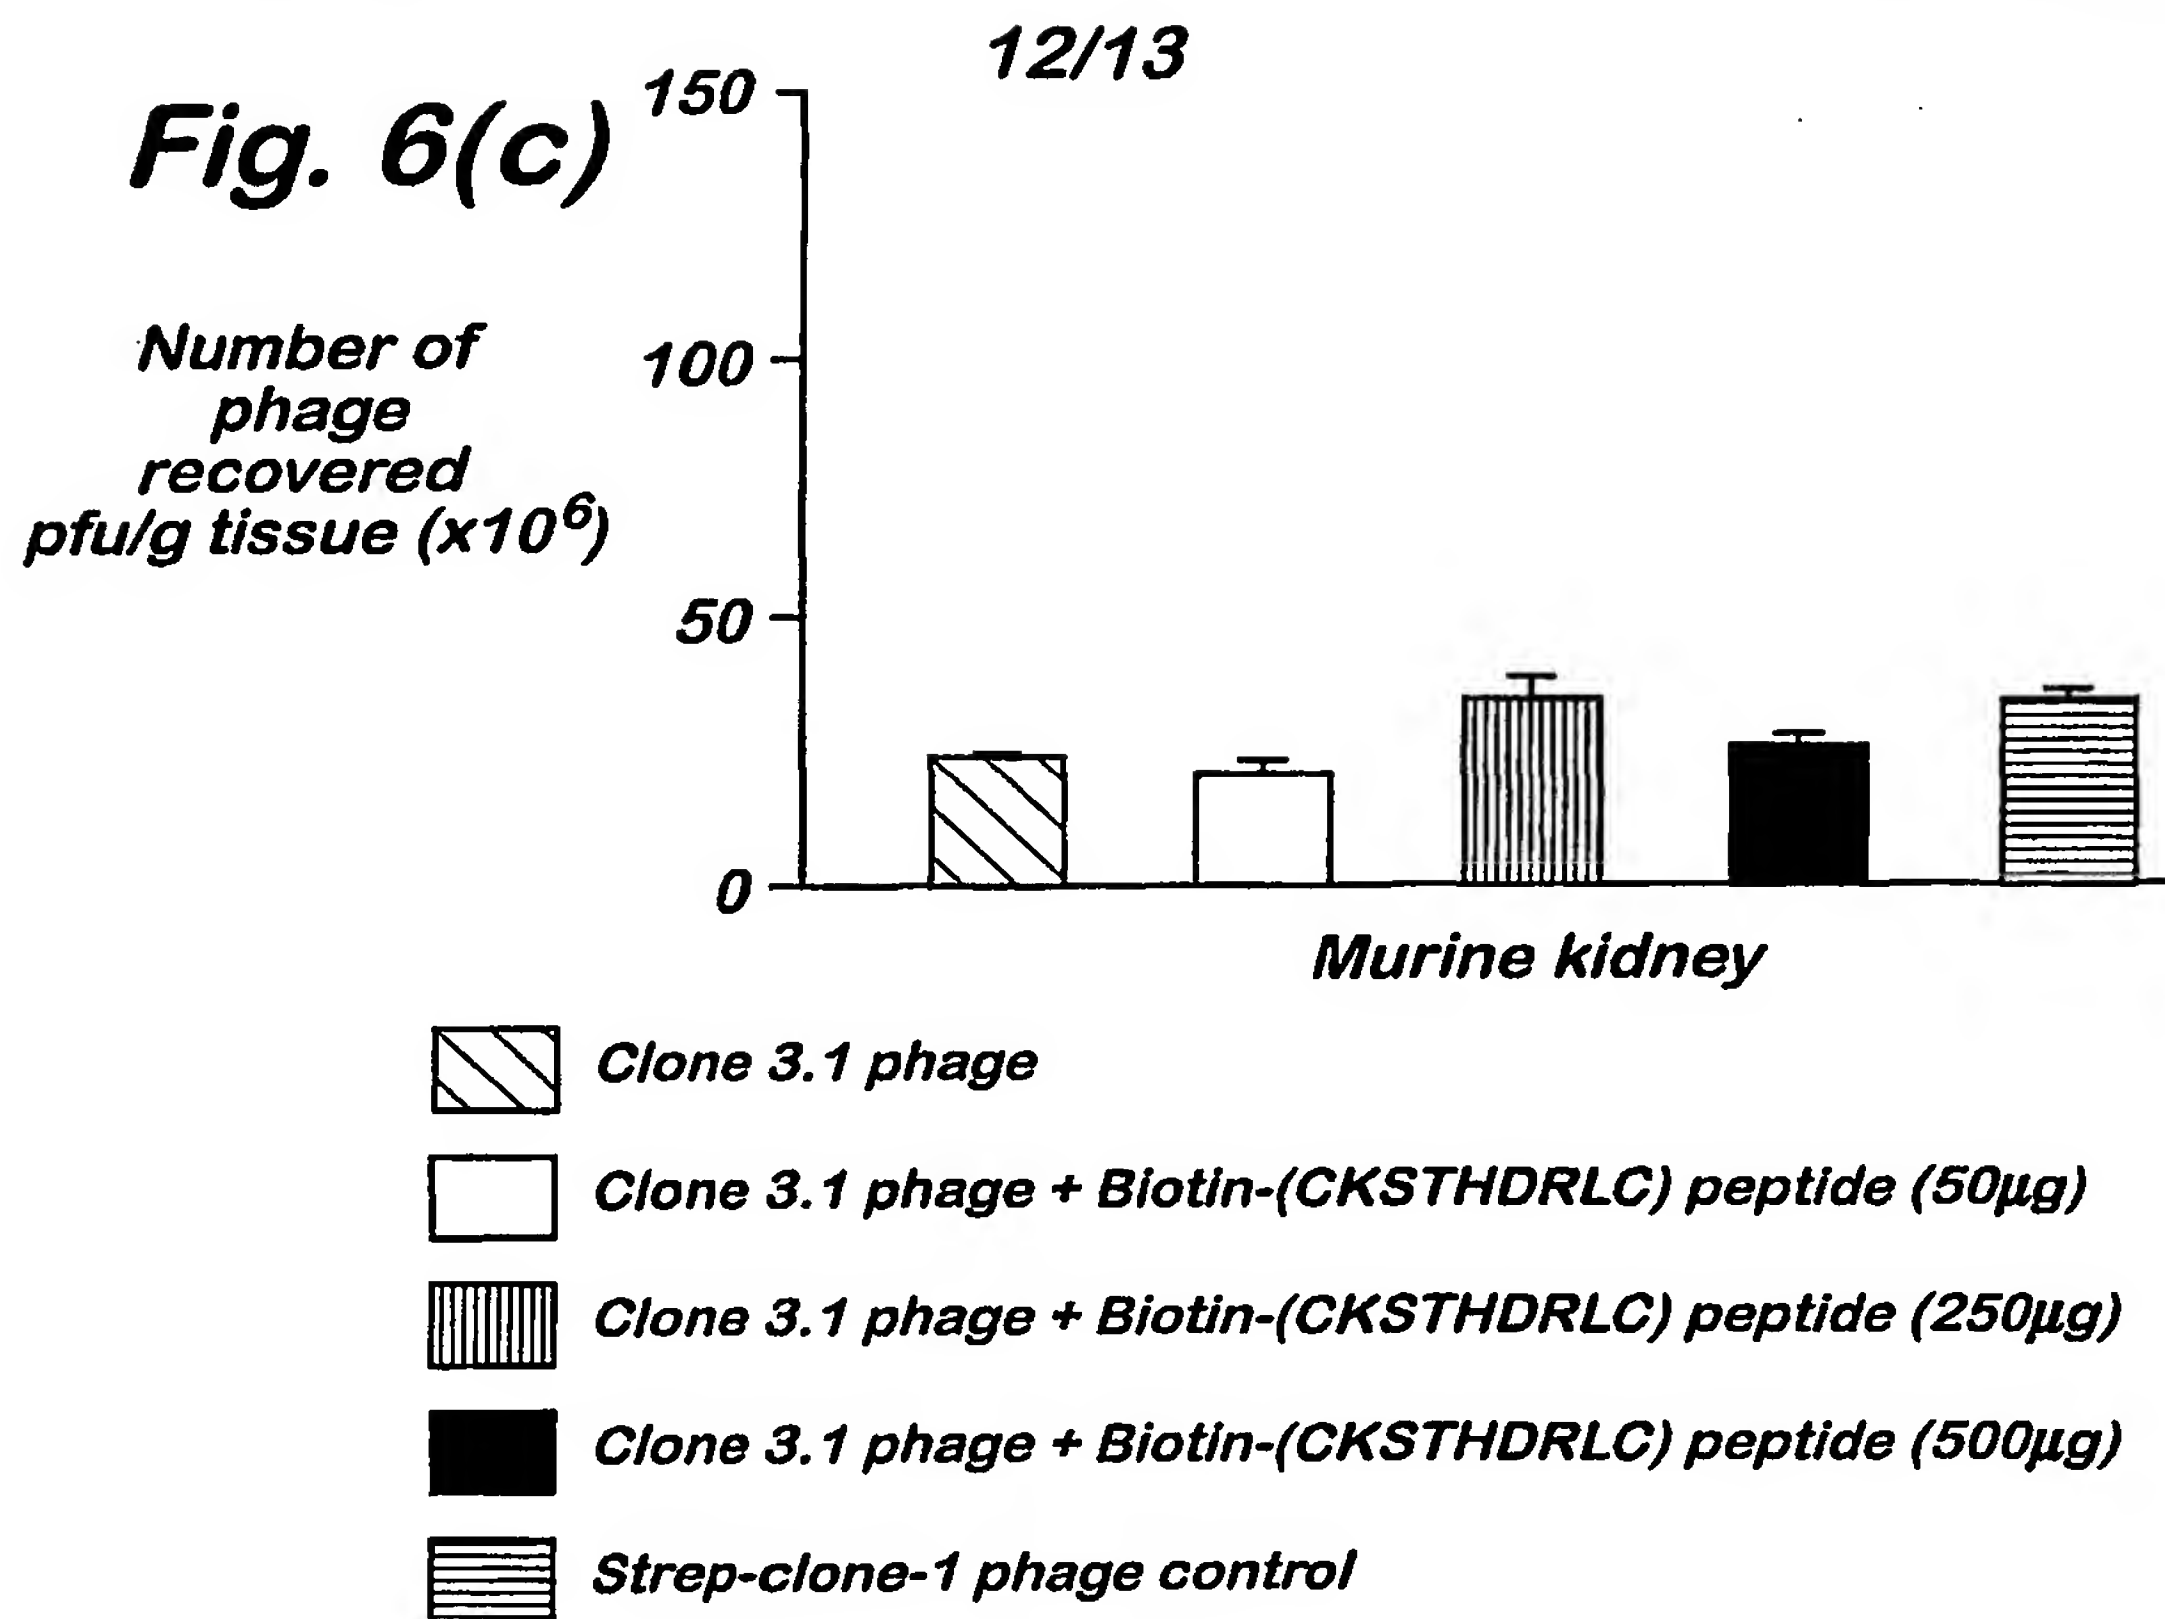 12/13
Fig. 6(c)
150
100
50
0
Number of
phage
recovered
pfu/g tissue (x10⁶)
Murine kidney
Clone 3.1 phage
Clone 3.1 phage + Biotin-(CKSTHDRLC) peptide (50µg)
Clone 3.1 phage + Biotin-(CKSTHDRLC) peptide (250µg)
Clone 3.1 phage + Biotin-(CKSTHDRLC) peptide (500µg)
Strep-clone-1 phage control